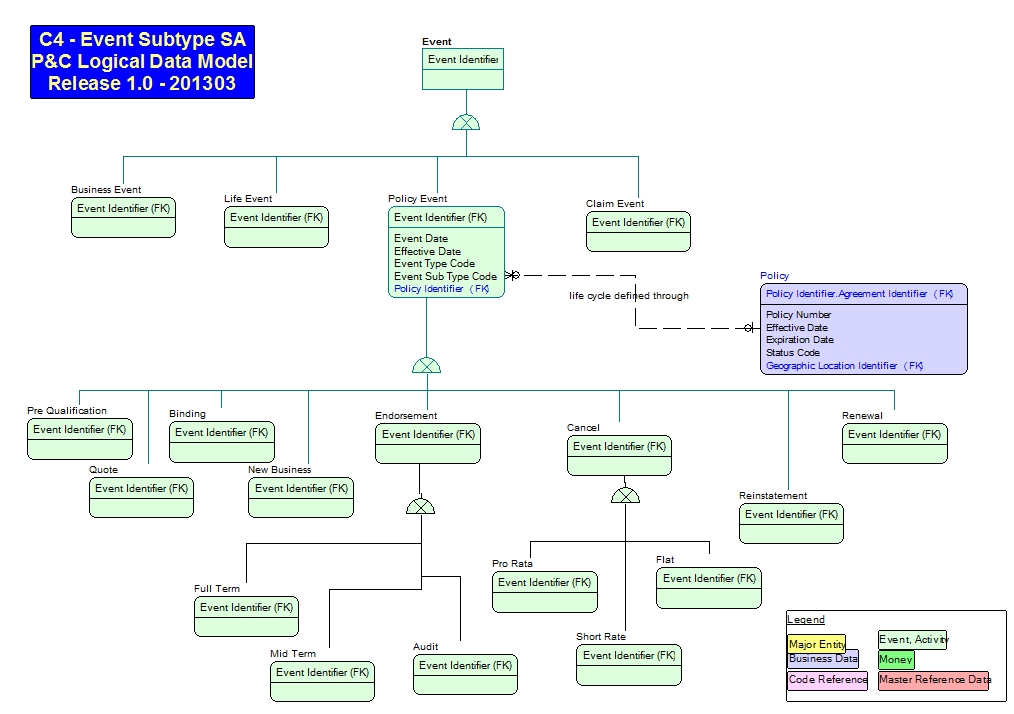 C4 - Event Subtype SA
P&C Logical Data Model
Release 1.0 - 201303
Event
Event Identifier
Business Event
Event Identifier (FK)
Life Event
Event Identifier (FK)
Policy Event
Event Identifier (FK)
Event Date
Effective Date
Event Type Code
Event Sub Type Code
Policy Identifier (FK)
Claim Event
Event Identifier (FK)
life cycle defined through
Policy
Policy Identifier.Agreement Identifier (FK)
Policy Number
Effective Date
Expiration Date
Status Code
Geographic Location Identifier (FK)
Pre Qualification
Event Identifier (FK)
Quote
Event Identifier (FK)
Binding
Event Identifier (FK)
New Business
Event Identifier (FK)
Endorsement
Event Identifier (FK)
Cancel
Event Identifier (FK)
Reinstatement
Event Identifier (FK)
Renewal
Event Identifier (FK)
Full Term
Event Identifier (FK)
Mid Term
Event Identifier (FK)
Audit
Event Identifier (FK)
Pro Rata
Event Identifier (FK)
Short Rate
Event Identifier (FK)
Flat
Event Identifier (FK)
Legend
Major Entity
Event, Activity
Business Data
Money
Code Reference
Master Reference Data